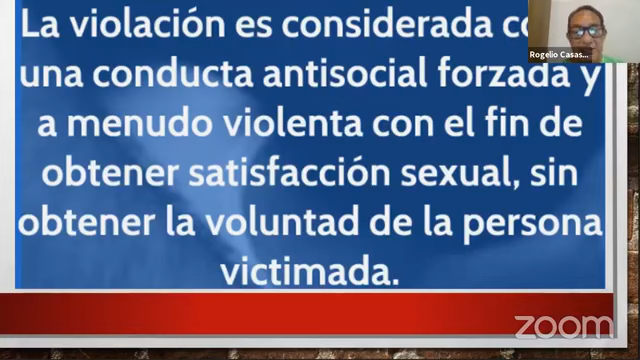 La violación es considerada co
una conducta antisocial forzada y
a menudo violenta con el fin de
obtener satisfacción sexual, sin
obtener la voluntad de la persona
victimada.
Rogelio Casas...
zoom